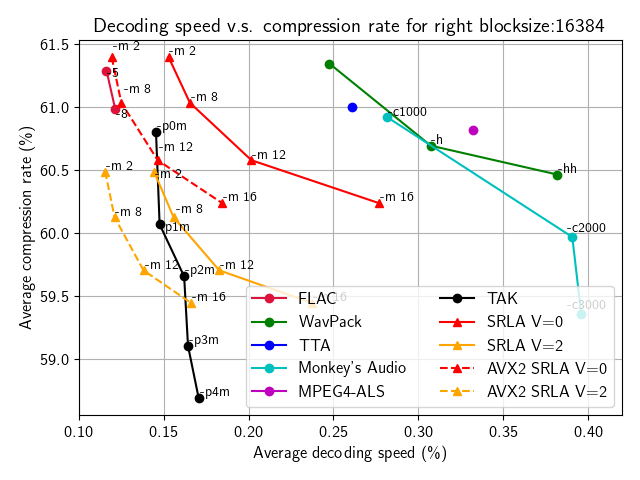 Decoding speed v.s. compression rate for right blocksize:16384
Average compression rate (%)
61.5
61.0
60.5
60.0
59.5
59.0
-m 2
-m 2
-5
-m 8
-m 8
-8
-c1000
-p0m
-h
-m 12
-m 12
-m 2
-m 2
-hh
-m 16
-m 16
-m 8
-m 8
-p1m
-c2000
-m 12
-m 12
-p2m
-m 16
-c3000
-p3m
-p4m
FLAC
WavPack
TTA
Monkey's Audio
MPEG4-ALS
TAK
SRLA V=0
SRLA V=2
AVX2 SRLA V=0
AVX2 SRLA V=2
0.10 0.15 0.20 0.25 0.30 0.35 0.40
Average decoding speed (%)